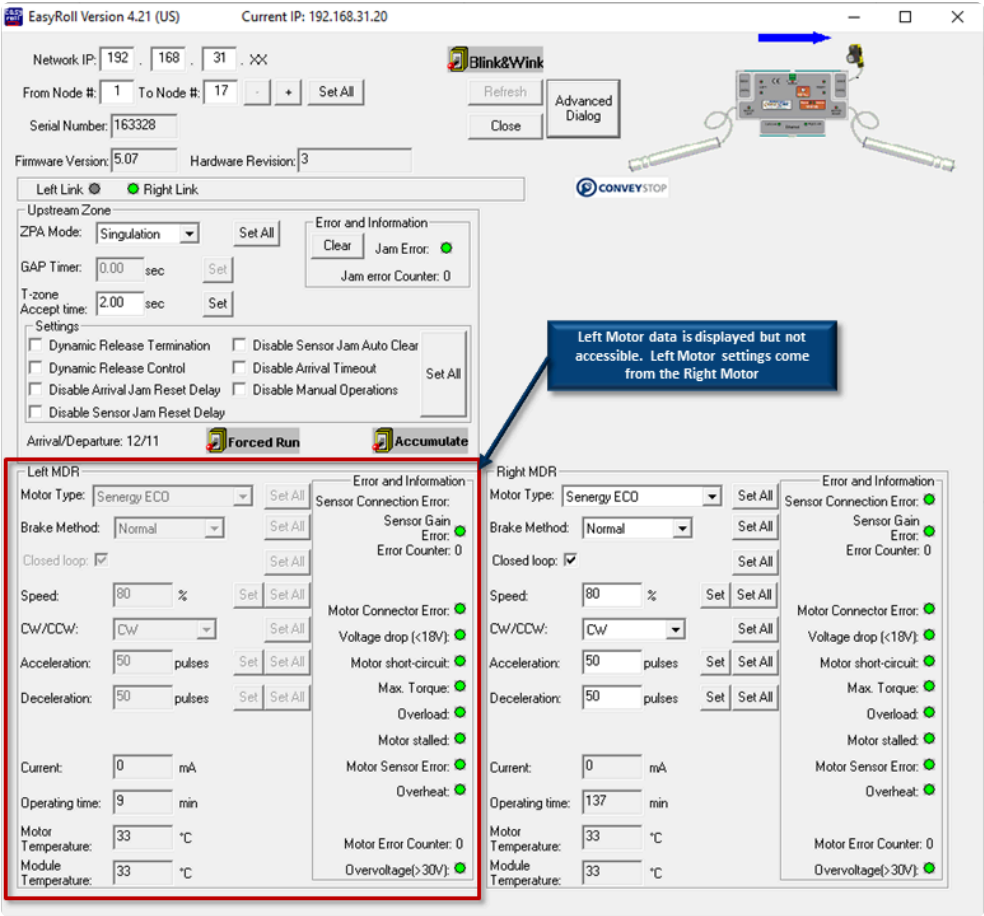 EasyRoll Version 4.21 (US) Current IP: 192.168.31.20
Network IP: 192 . 168 . 31 . XX
Blink&Wink
From Node #: 1 To Node #: 17 - + Set All
Refresh
Advanced
Dialog
Serial Number: 163328
Close
Firmware Version: 5.07 Hardware Revision: 3
Left Link Right Link
CONVEYSTOP
Upstream Zone
ZPA Mode: Singulation Set All
GAP Timer: 0.00 sec Set
T-zone
Accept time: 2.00 sec Set
Error and Information
Clear Jam Error:
Jam error Counter: 0
Settings
Dynamic Release Termination Disable Sensor Jam Auto Clear
Dynamic Release Control Disable Arrival Timeout
Disable Arrival Jam Reset Delay Disable Manual Operations
Disable Sensor Jam Reset Delay
Set All
Arrival/Departure: 12/11 Forced Run Accumulate
Left Motor data is displayed but not
accessible. Left Motor settings come
from the Right Motor
Left MDR
Motor Type: Senergy ECO Set All
Brake Method: Normal Set All
Closed loop: Set All
Speed: 80 % Set Set All
CW/CCW: CW Set All
Acceleration: 50 pulses Set Set All
Deceleration: 50 pulses Set Set All
Current: 0 mA
Operating time: 9 min
Motor
Temperature: 33 °C
Module
Temperature: 33 °C
Error and Information
Sensor Connection Error:
Sensor Gain
Error:
Error Counter: 0
Motor Connector Error:
Voltage drop (<18V):
Motor short-circuit:
Max. Torque:
Overload:
Motor stalled:
Motor Sensor Error:
Overheat:
Motor Error Counter: 0
Overvoltage(>30V):
Right MDR
Motor Type: Senergy ECO Set All
Brake Method: Normal Set All
Closed loop: Set All
Speed: 80 % Set Set All
CW/CCW: CW Set All
Acceleration: 50 pulses Set Set All
Deceleration: 50 pulses Set Set All
Current: 0 mA
Operating time: 137 min
Motor
Temperature: 33 °C
Module
Temperature: 33 °C
Error and Information
Sensor Connection Error:
Sensor Gain
Error:
Error Counter: 0
Motor Connector Error:
Voltage drop (<18V):
Motor short-circuit:
Max. Torque:
Overload:
Motor stalled:
Motor Sensor Error:
Overheat:
Motor Error Counter: 0
Overvoltage(>30V):